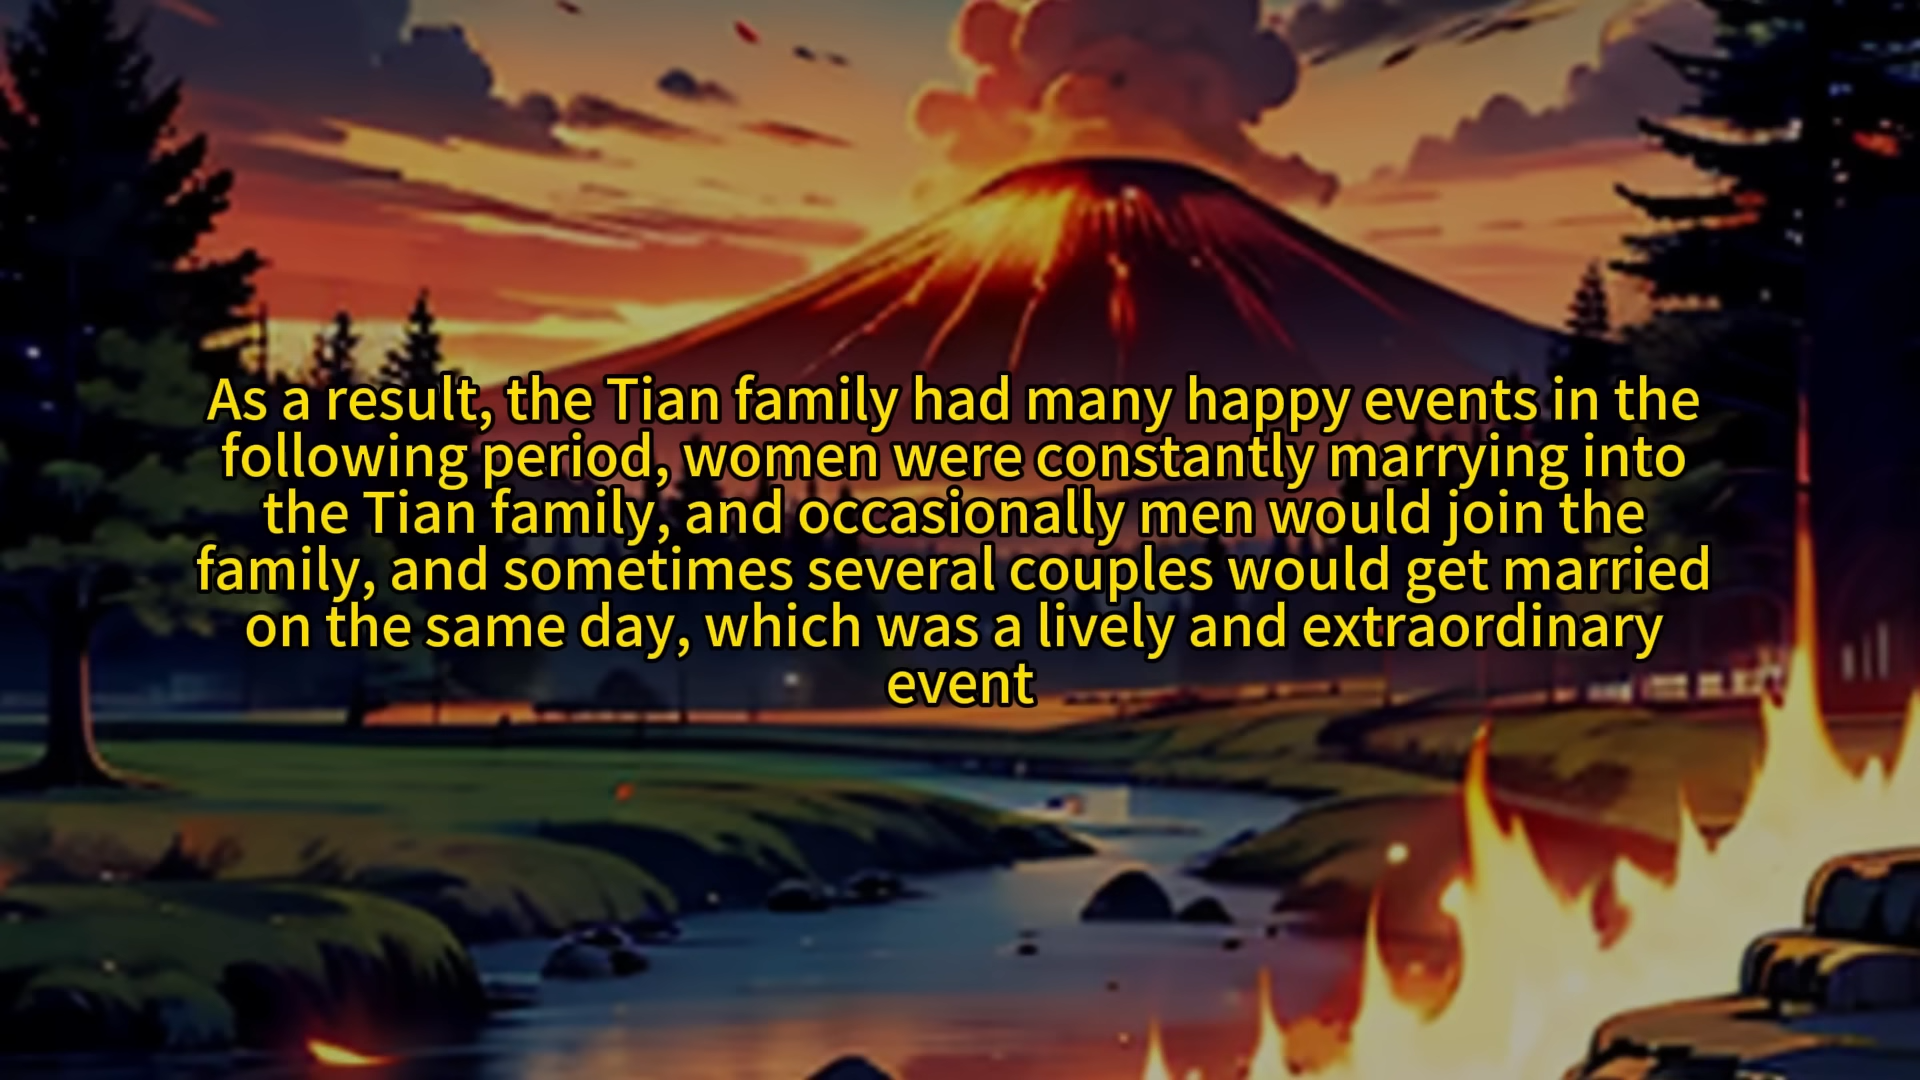 As a result, the Tian family had many happy events in the
following period, women were constantly marrying into
the Tian family, and occasionally men would join the
family, and sometimes several couples would get married
on the same day, which was a lively and extraordinary
event